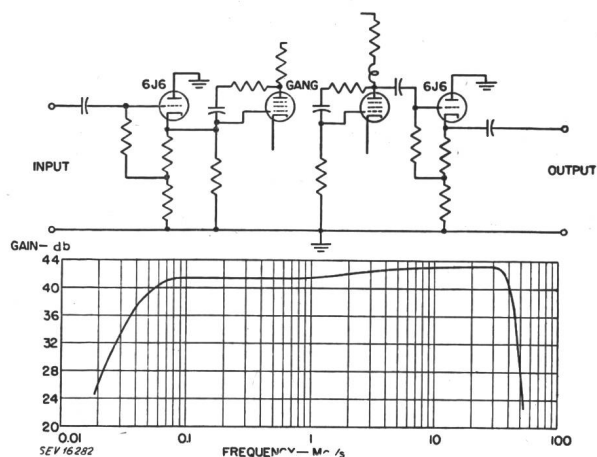 6J6
GANG
6J6
INPUT
OUTPUT
GAIN— db
44
40
36
32
28
24
20
0.01
0.1
1
10
100
SEV 16282
FREQUENCY— Mc/s